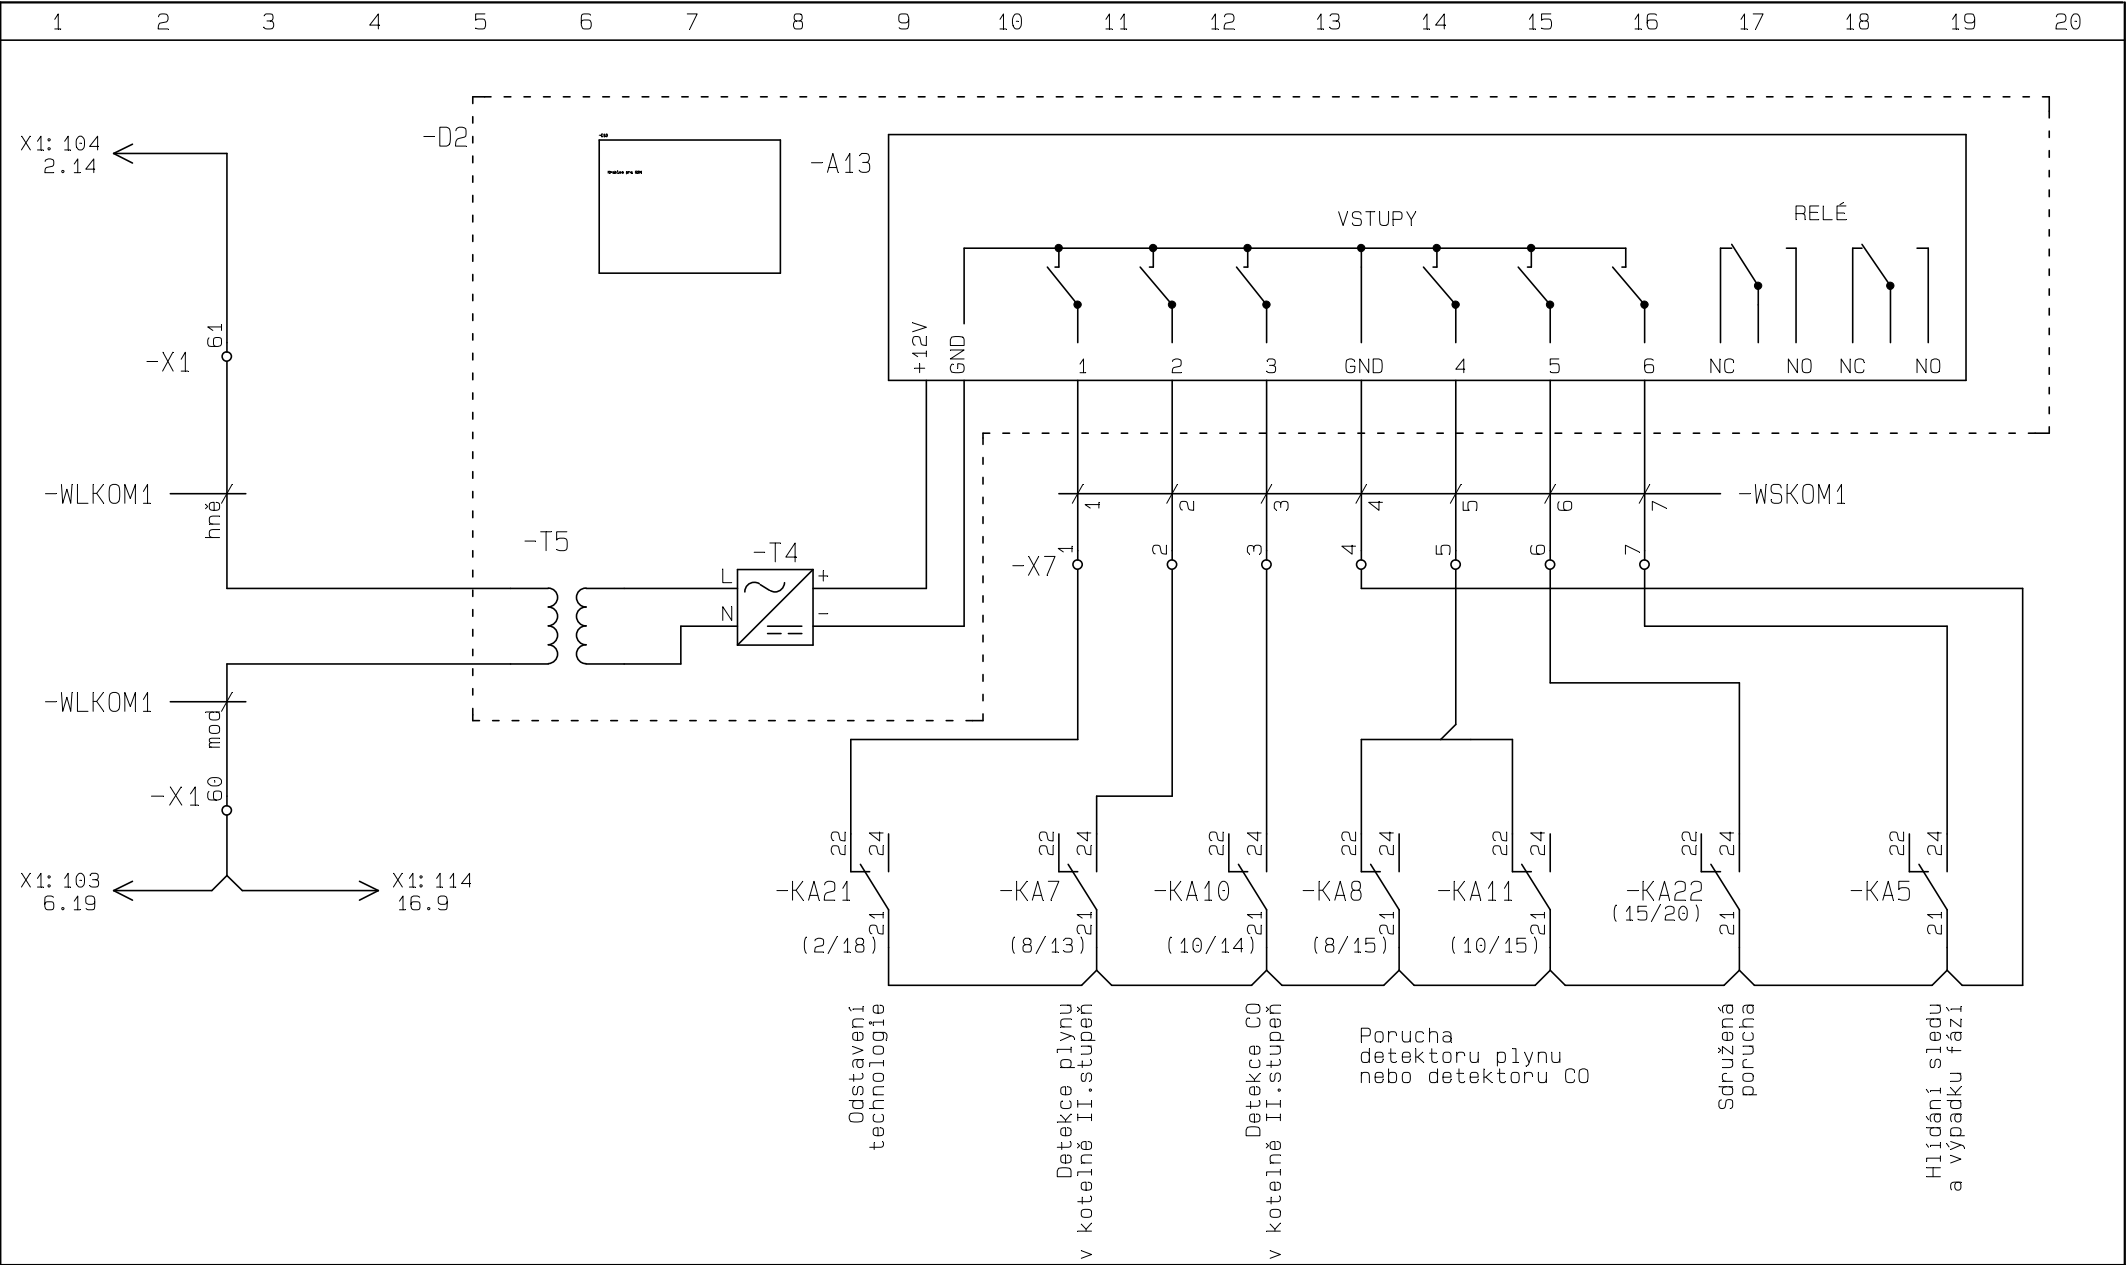 1 2 3 4 5 6 7 8 9 10 11 12 13 14 15 16 17 18 19 20
-D2
X1: 104
2.14
-A13
VSTUPY
RELÉ
61
-X1
+12V
GND
1 2 3 GND 4 5 6 NC NO NC NO
-WLKOM1
hně
-WSKOM1
1 2 3 4 5 6 7
-T5
-T4
L +
N -
-X7
1 2 3 4 5 6 7
-WLKOM1
mod
-X1
60
X1: 103
6.19
X1: 114
16.9
22 24 22 24 22 24 22 24 22 24 22 24 22 24
-KA21 -KA7 -KA10 -KA8 -KA11 -KA22 -KA5
(15/20)
21 21 21 21 21 21 21
(2/18) (8/13) (10/14) (8/15) (10/15)
Odstavení
technologie
Detekce plynu
v kotelně II.stupeň
Detekce CO
v kotelně II.stupeň
Porucha
detektoru plynu
nebo detektoru CO
Sdružená
porucha
Hlídání sledu
a výpadku fází